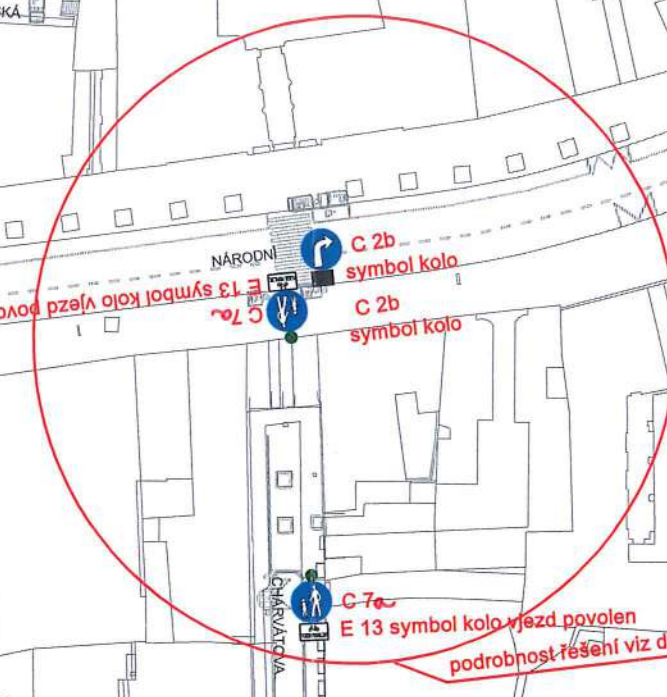 SKÁ
NÁRODNÍ
C 2b
symbol kolo
E 13 symbol kolo vjezd povo
C 7a
C 2b
symbol kolo
CHARVÁTOVA
C 7a
E 13 symbol kolo vjezd povolen
podrobnost řešení viz d